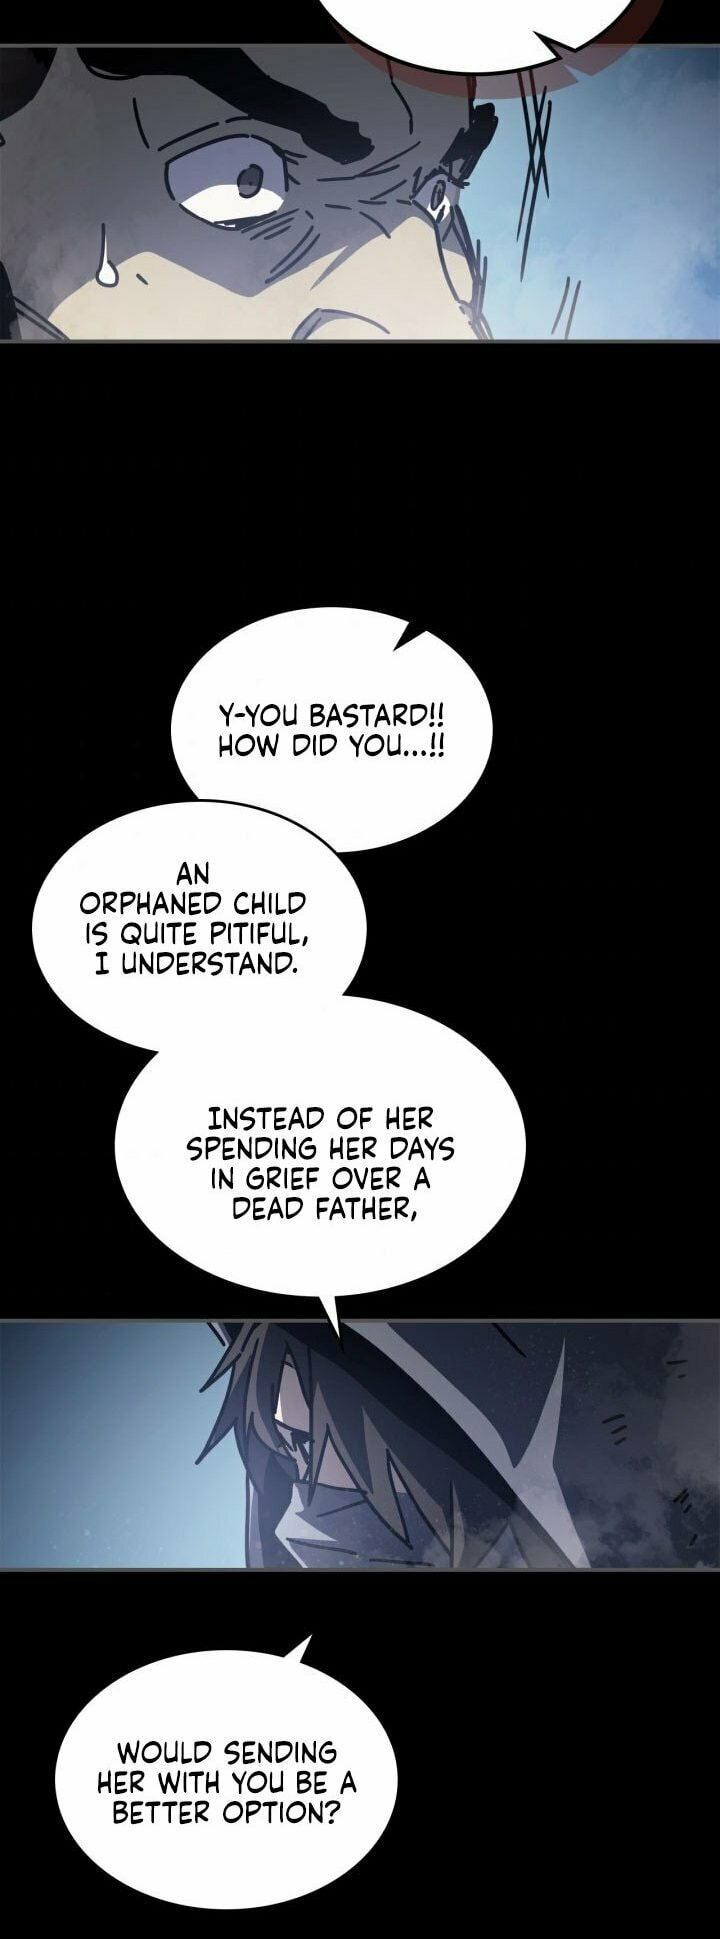 Y-YOU BASTARD!!
HOW DID YOU...!!
AN
ORPHANED CHILD
IS QUITE PITIFUL,
I UNDERSTAND.
INSTEAD OF HER
SPENDING HER DAYS
IN GRIEF OVER A
DEAD FATHER,
WOULD SENDING
HER WITH YOU BE A
BETTER OPTION?